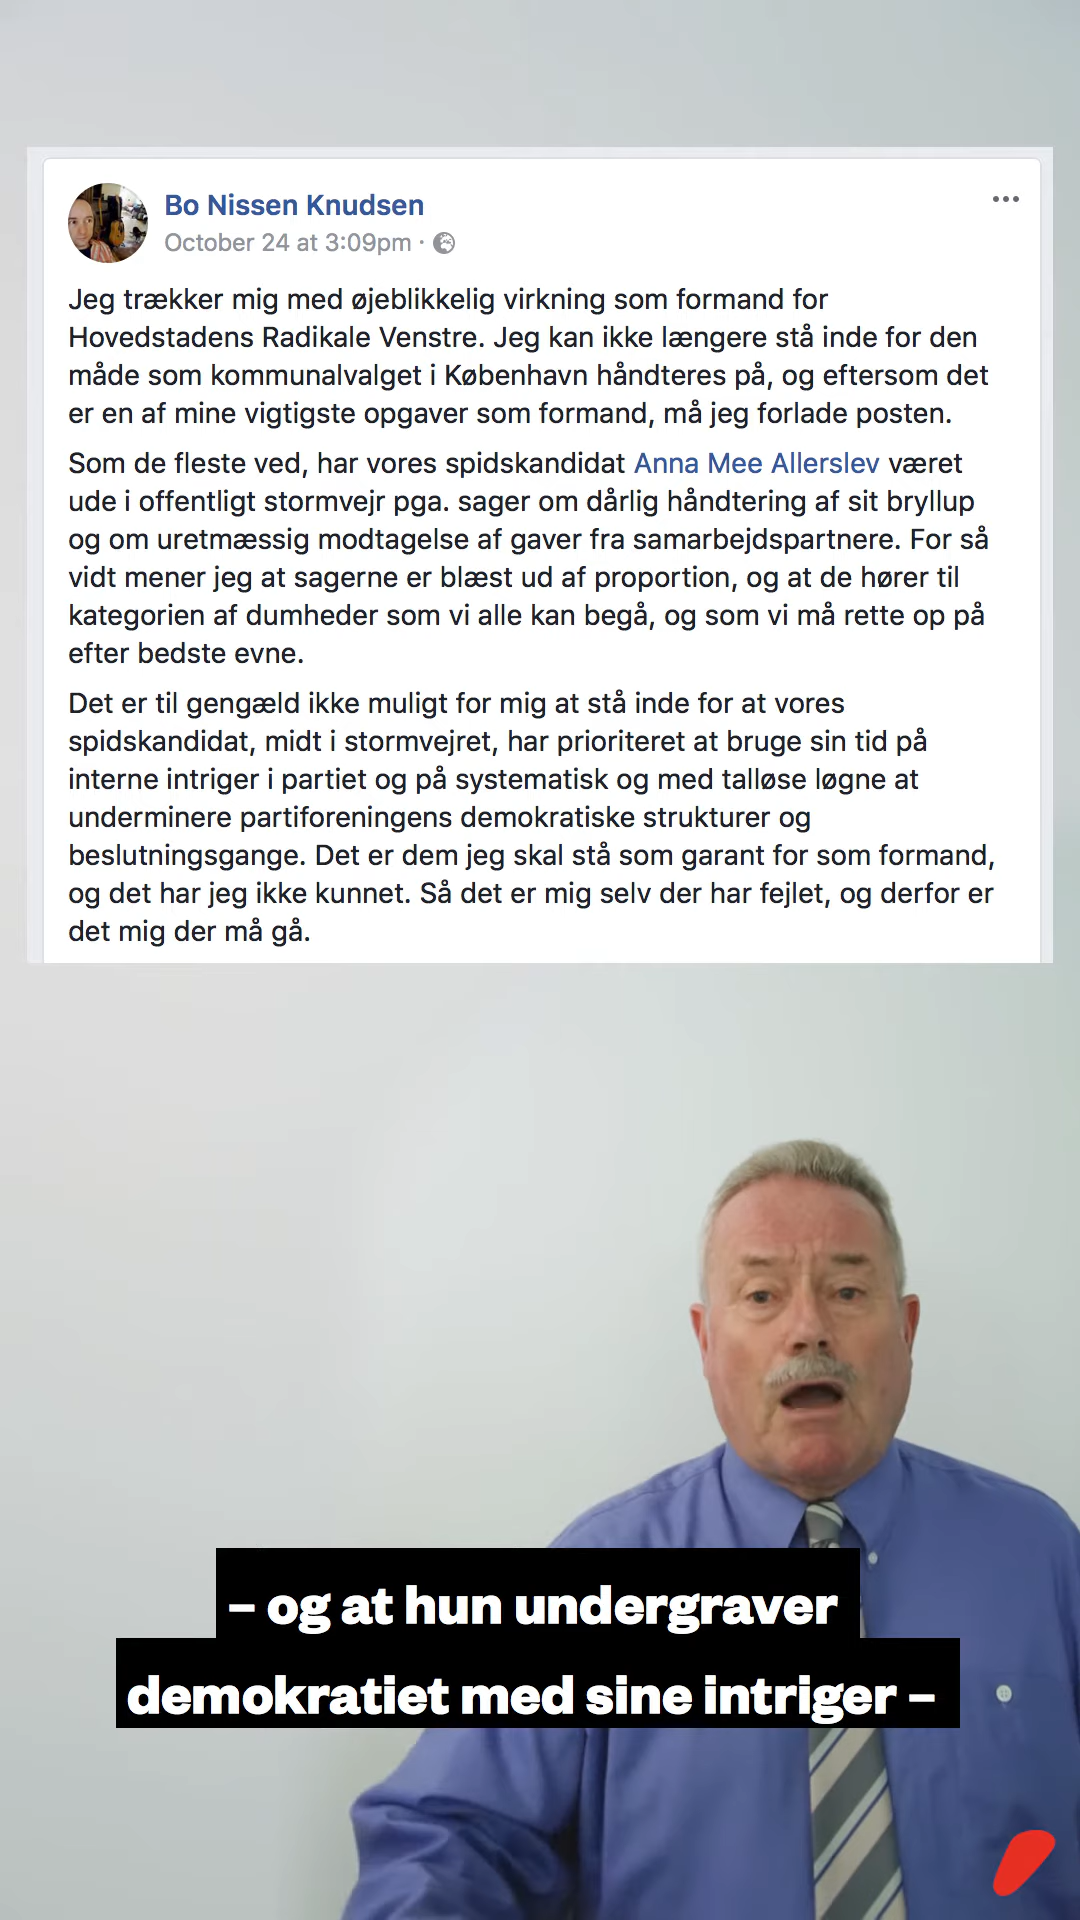 Bo Nissen Knudsen
October 24 at 3:09pm ·
Jeg trækker mig med øjeblikkelig virkning som formand for
Hovedstadens Radikale Venstre. Jeg kan ikke længere stå inde for den
måde som kommunalvalget i København håndteres på, og eftersom det
er en af mine vigtigste opgaver som formand, må jeg forlade posten.
Som de fleste ved, har vores spidskandidat Anna Mee Allerslev været
ude i offentligt stormvejr pga. sager om dårlig håndtering af sit bryllup
og om uretmæssig modtagelse af gaver fra samarbejdspartnere. For så
vidt mener jeg at sagerne er blæst ud af proportion, og at de hører til
kategorien af dumheder som vi alle kan begå, og som vi må rette op på
efter bedste evne.
Det er til gengæld ikke muligt for mig at stå inde for at vores
spidskandidat, midt i stormvejret, har prioriteret at bruge sin tid på
interne intriger i partiet og på systematisk og med talløse løgne at
underminere partiforeningens demokratiske strukturer og
beslutningsgange. Det er dem jeg skal stå som garant for som formand,
og det har jeg ikke kunnet. Så det er mig selv der har fejlet, og derfor er
det mig der må gå.
– og at hun undergraver
demokratiet med sine intriger –